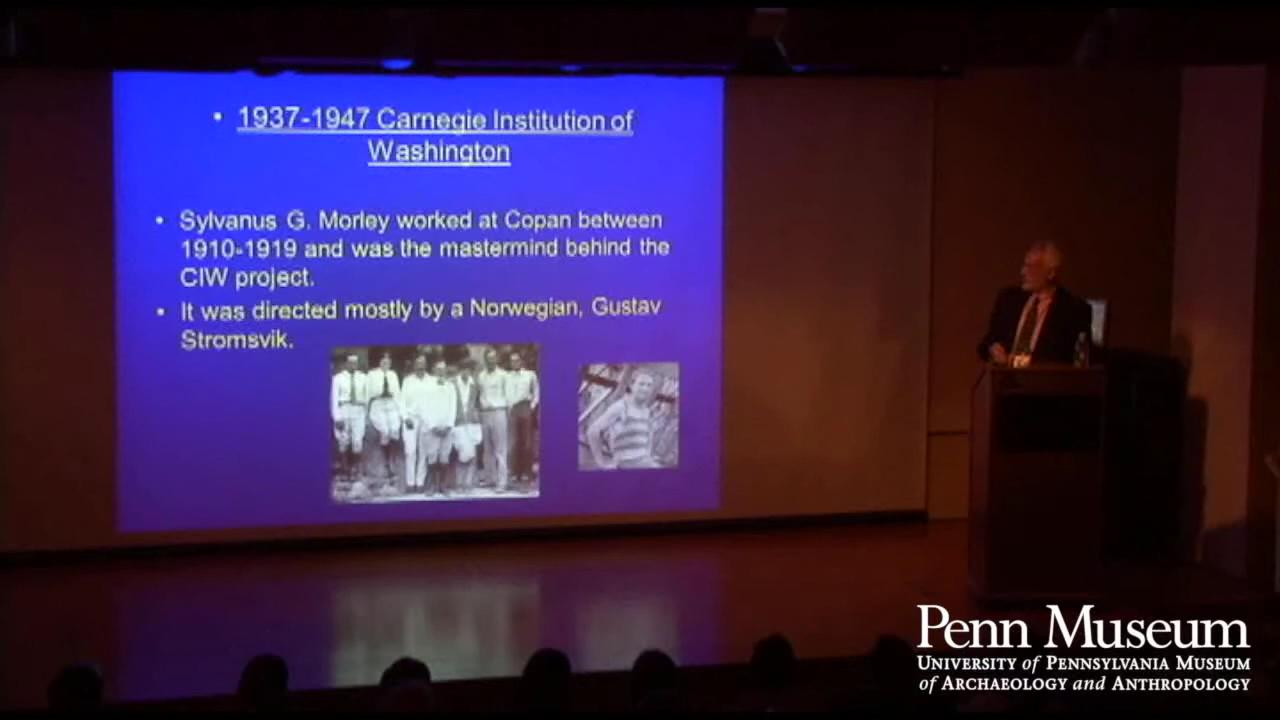 • 1937-1947 Carnegie Institution of
Washington
• Sylvanus G. Morley worked at Copan between
1910-1919 and was the mastermind behind the
CIW project.
• It was directed mostly by a Norwegian, Gustav
Stromsvik.
Penn Museum
University of Pennsylvania Museum
of Archaeology and Anthropology